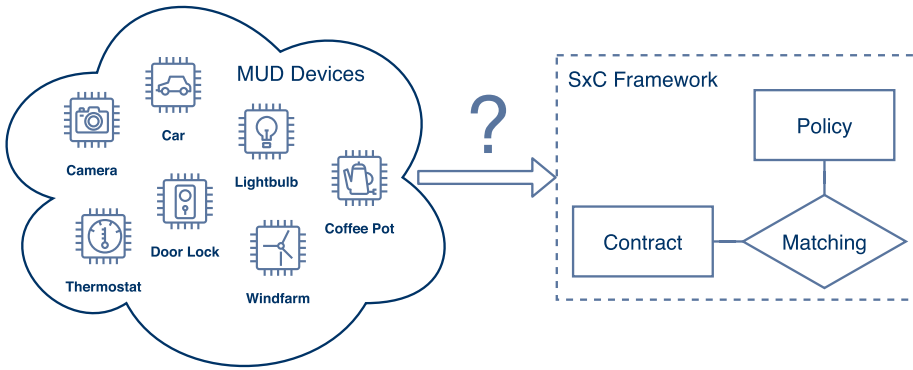 MUD Devices
Camera
Car
Lightbulb
Coffee Pot
Thermostat
Door Lock
Windfarm
?
SxC Framework
Policy
Contract
Matching